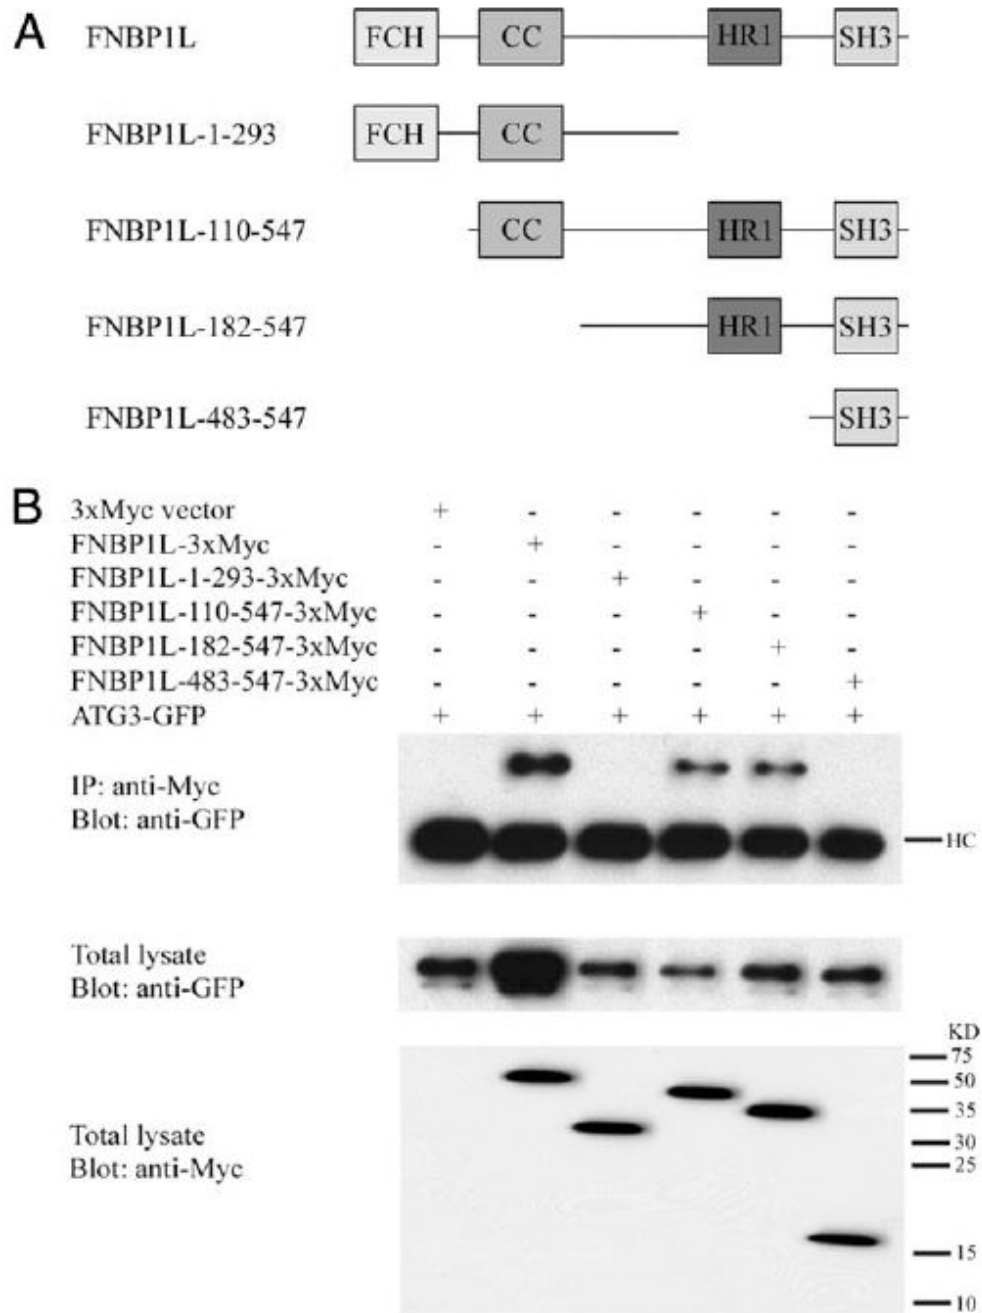 A
FNBP1L FCH CC HR1 SH3
FNBP1L-1-293 FCH CC
FNBP1L-110-547 CC HR1 SH3
FNBP1L-182-547 HR1 SH3
FNBP1L-483-547 SH3
B
3xMyc vector + - - - - -
FNBP1L-3xMyc - + - - - -
FNBP1L-1-293-3xMyc - - + - - -
FNBP1L-110-547-3xMyc - - - + - -
FNBP1L-182-547-3xMyc - - - - + -
FNBP1L-483-547-3xMyc - - - - - +
ATG3-GFP + + + + + +
IP: anti-Myc
Blot: anti-GFP
HC
Total lysate
Blot: anti-GFP
KD
75
50
35
30
25
15
10
Total lysate
Blot: anti-Myc